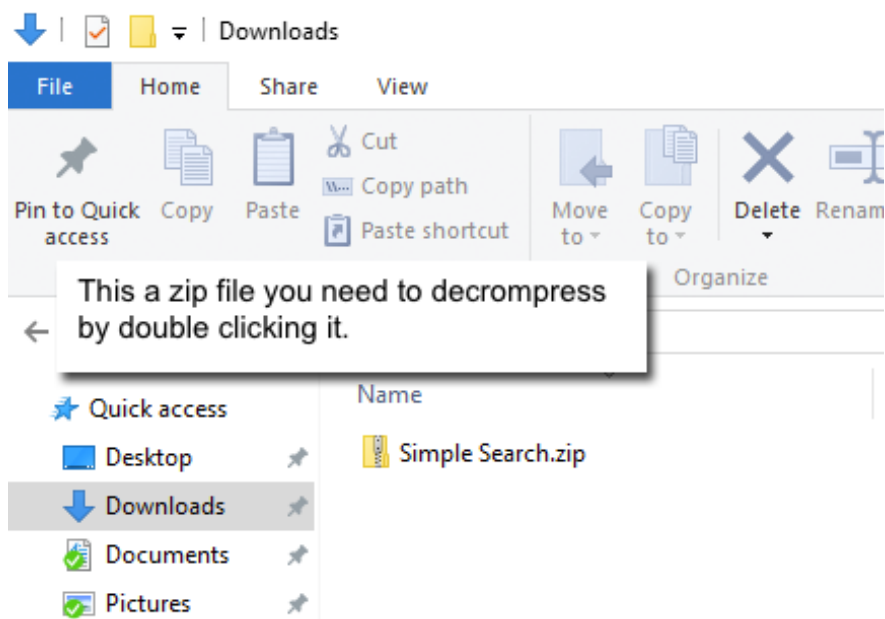 Downloads
File Home Share View
Cut
Copy path
Paste shortcut
Pin to Quick access
Copy
Paste
Move to
Copy to
Delete
Renam
Organize
This a zip file you need to decrompress
by double clicking it.
Name
Quick access
Simple Search.zip
Desktop
Downloads
Documents
Pictures